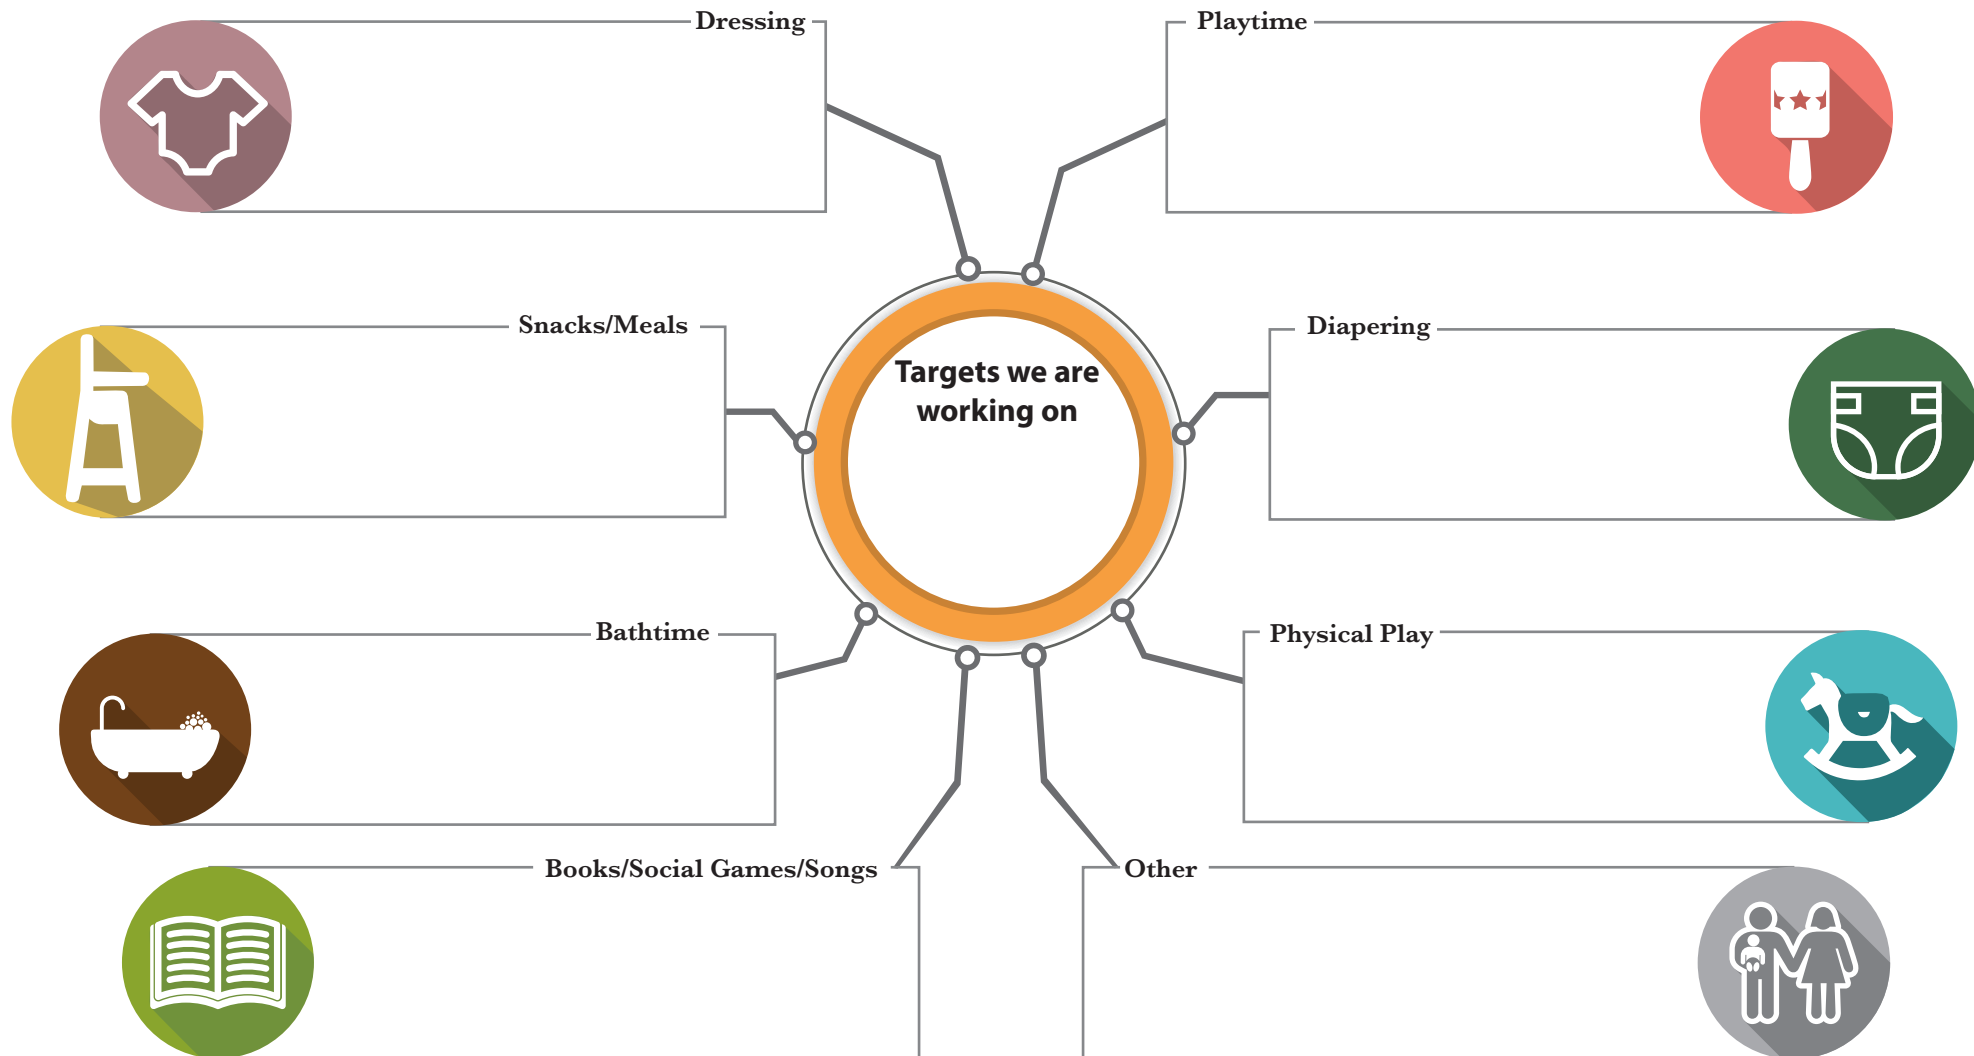 Dressing
Playtime
Snacks/Meals
Diapering
Targets we are
working on
Bathtime
Physical Play
Books/Social Games/Songs
Other